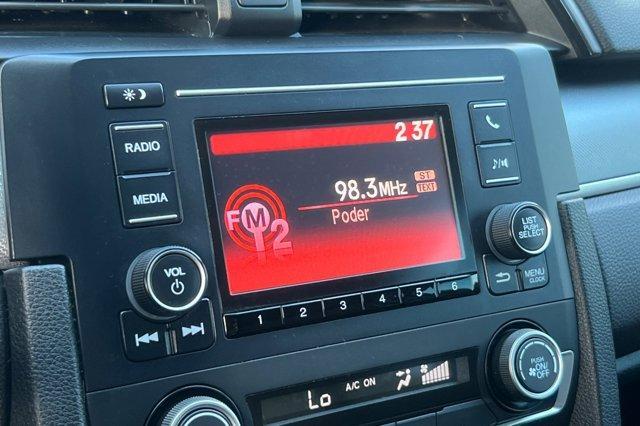 RADIO
MEDIA
2 37
98.3MHz
ST
TEXT
Poder
FM 2
LIST
PUSH
SELECT
VOL
MENU
CLOCK
1 2 3 4 5 6
Lo
A/C ON
PUSH
ON/
OFF